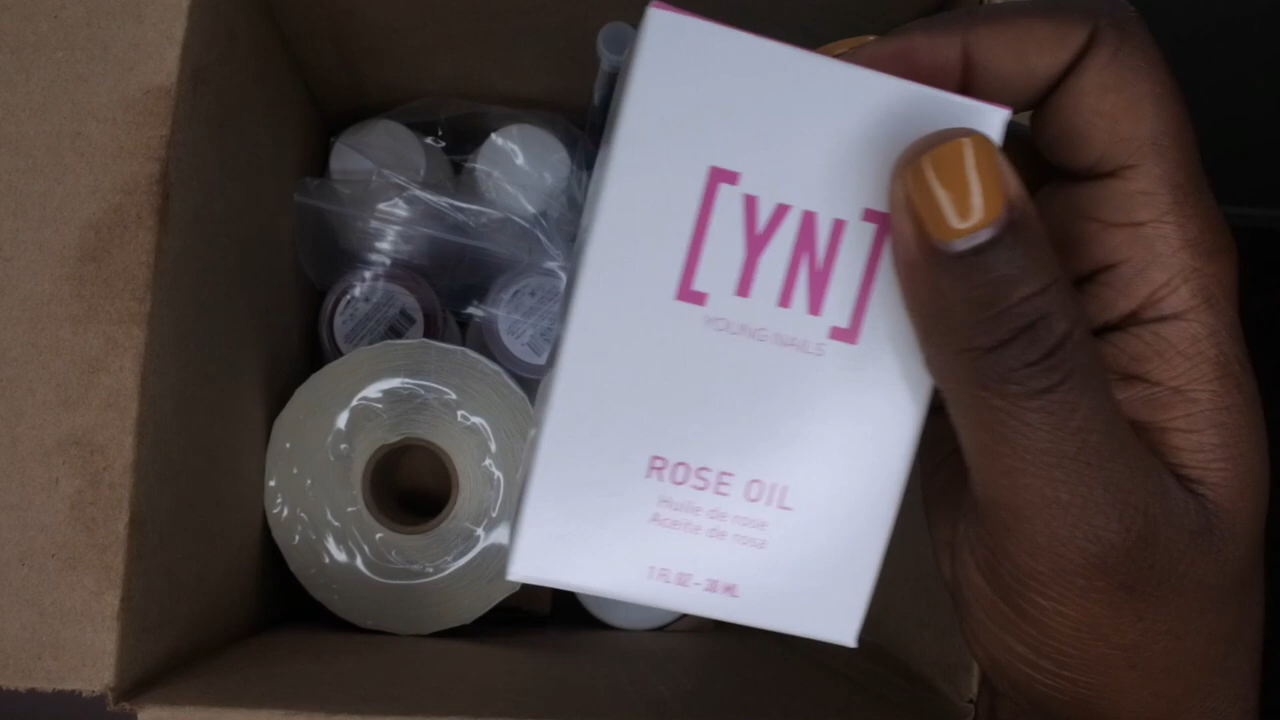 [YN]
YOUNG NAILS
ROSE OIL
Huile de rose
Aceite de rosa
1 FL OZ - 30 ML